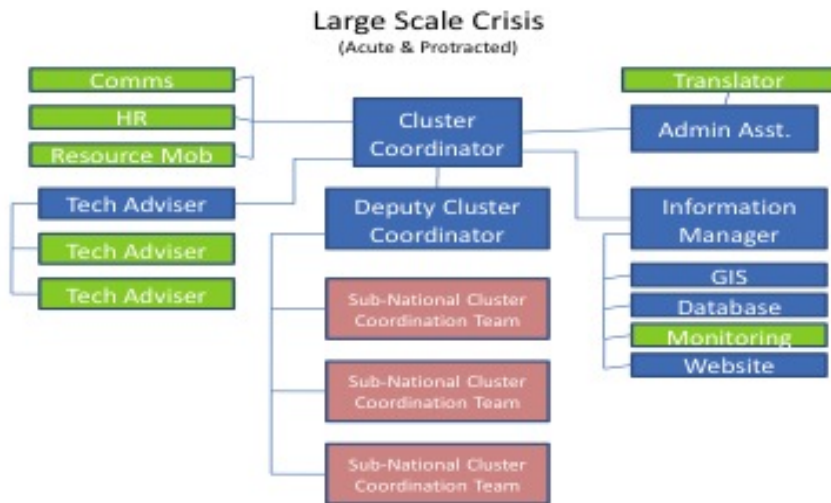 Large Scale Crisis
(Acute & Protracted)
Comms
HR
Resource Mob
Tech Adviser
Tech Adviser
Tech Adviser
Cluster
Coordinator
Deputy Cluster
Coordinator
Sub-National Cluster
Coordination Team
Sub-National Cluster
Coordination Team
Sub-National Cluster
Coordination Team
Translator
Admin Asst.
Information
Manager
GIS
Database
Monitoring
Website